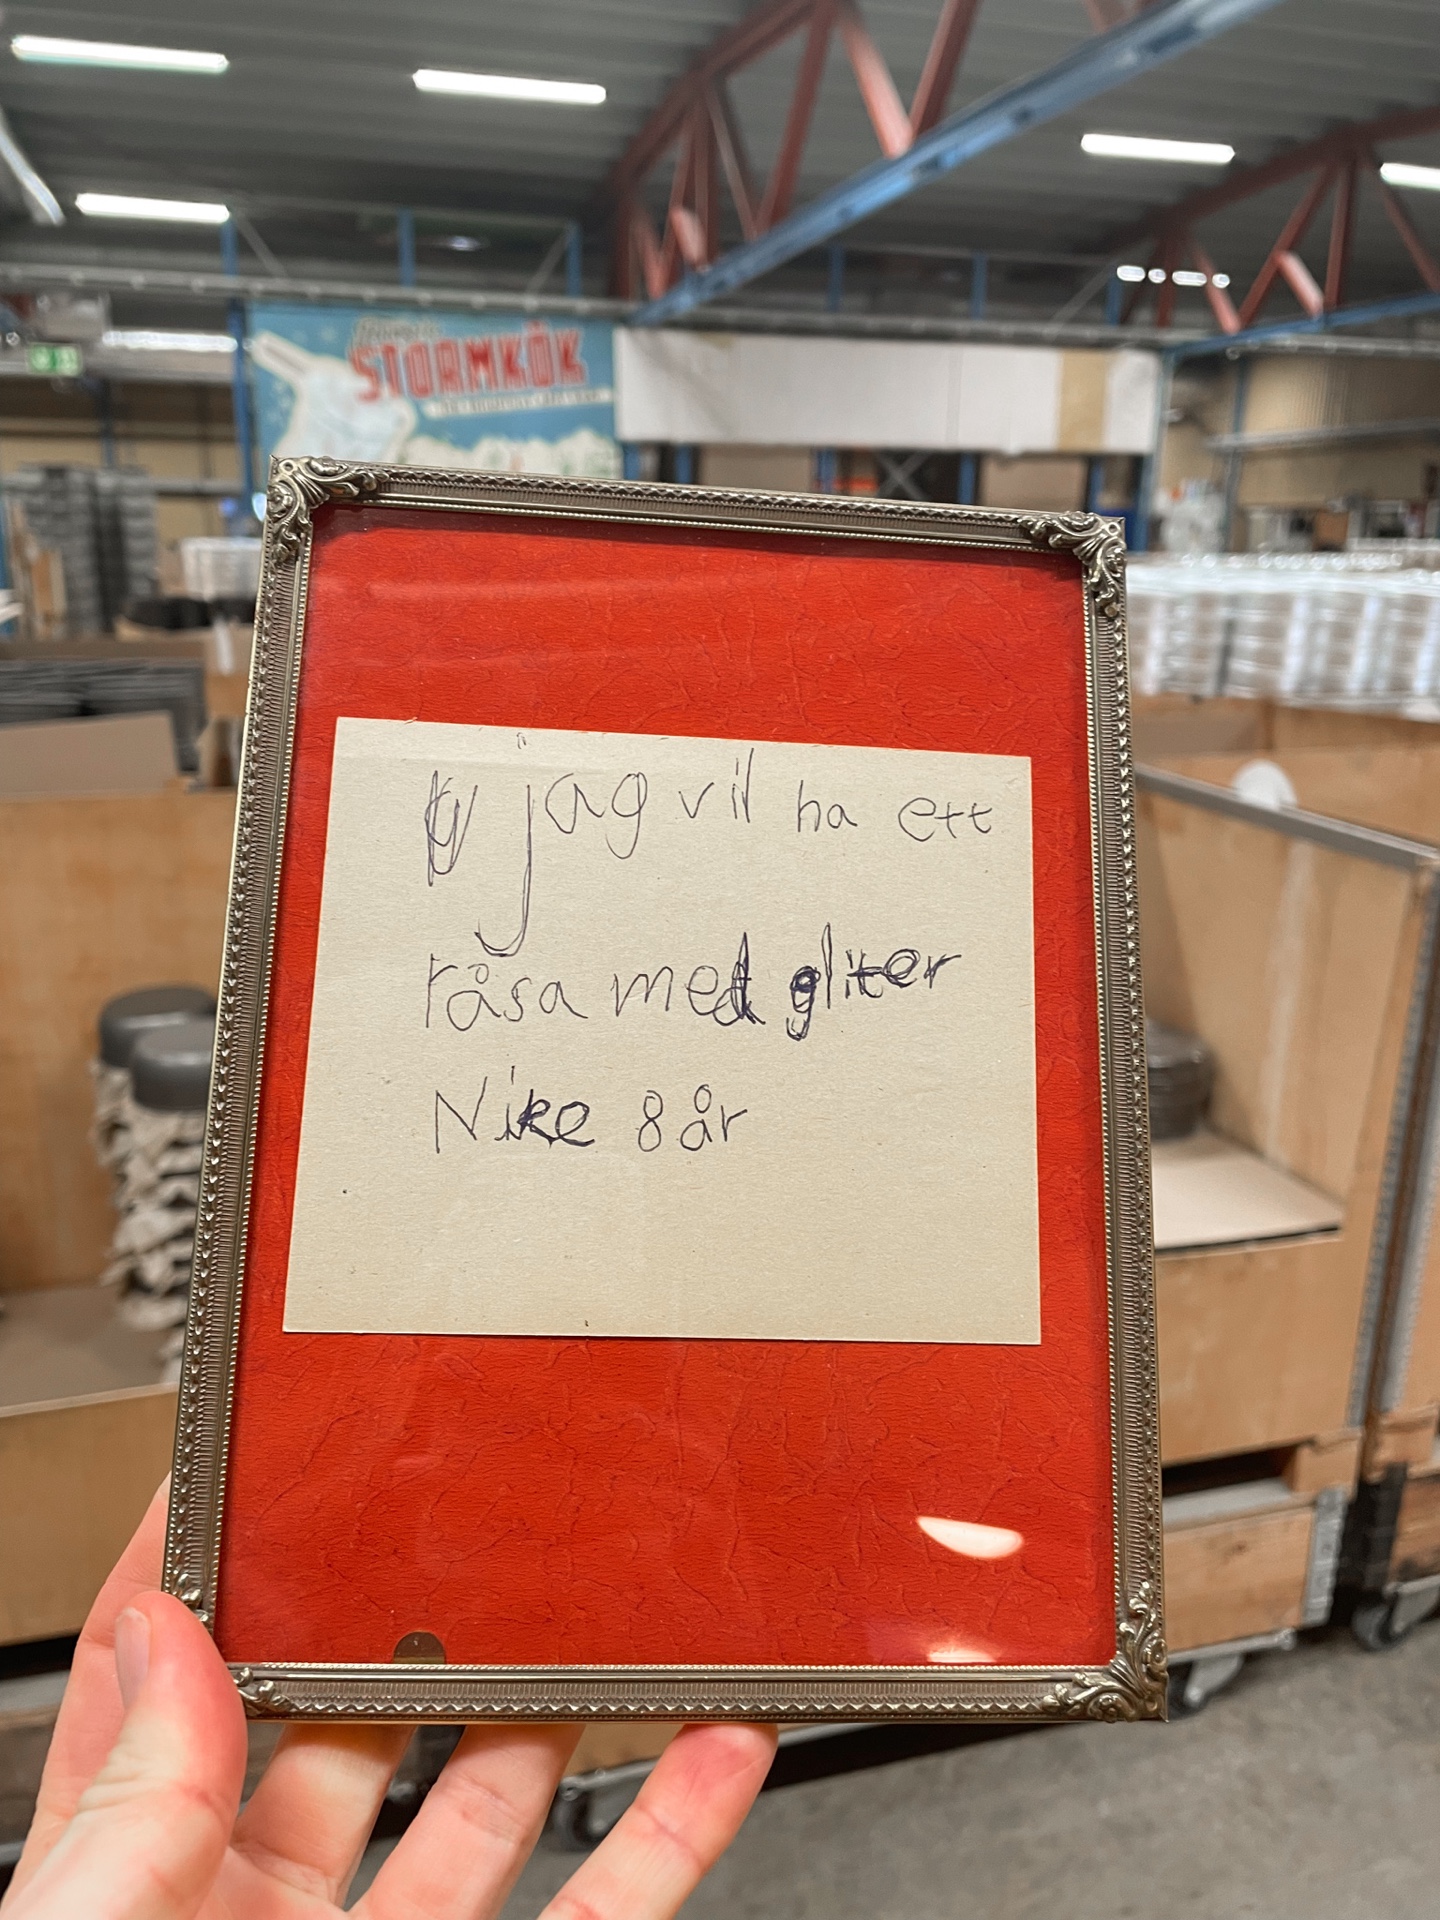 STORMKÖK
jag vil ha ett
råsa med gliter
Nike 8 år